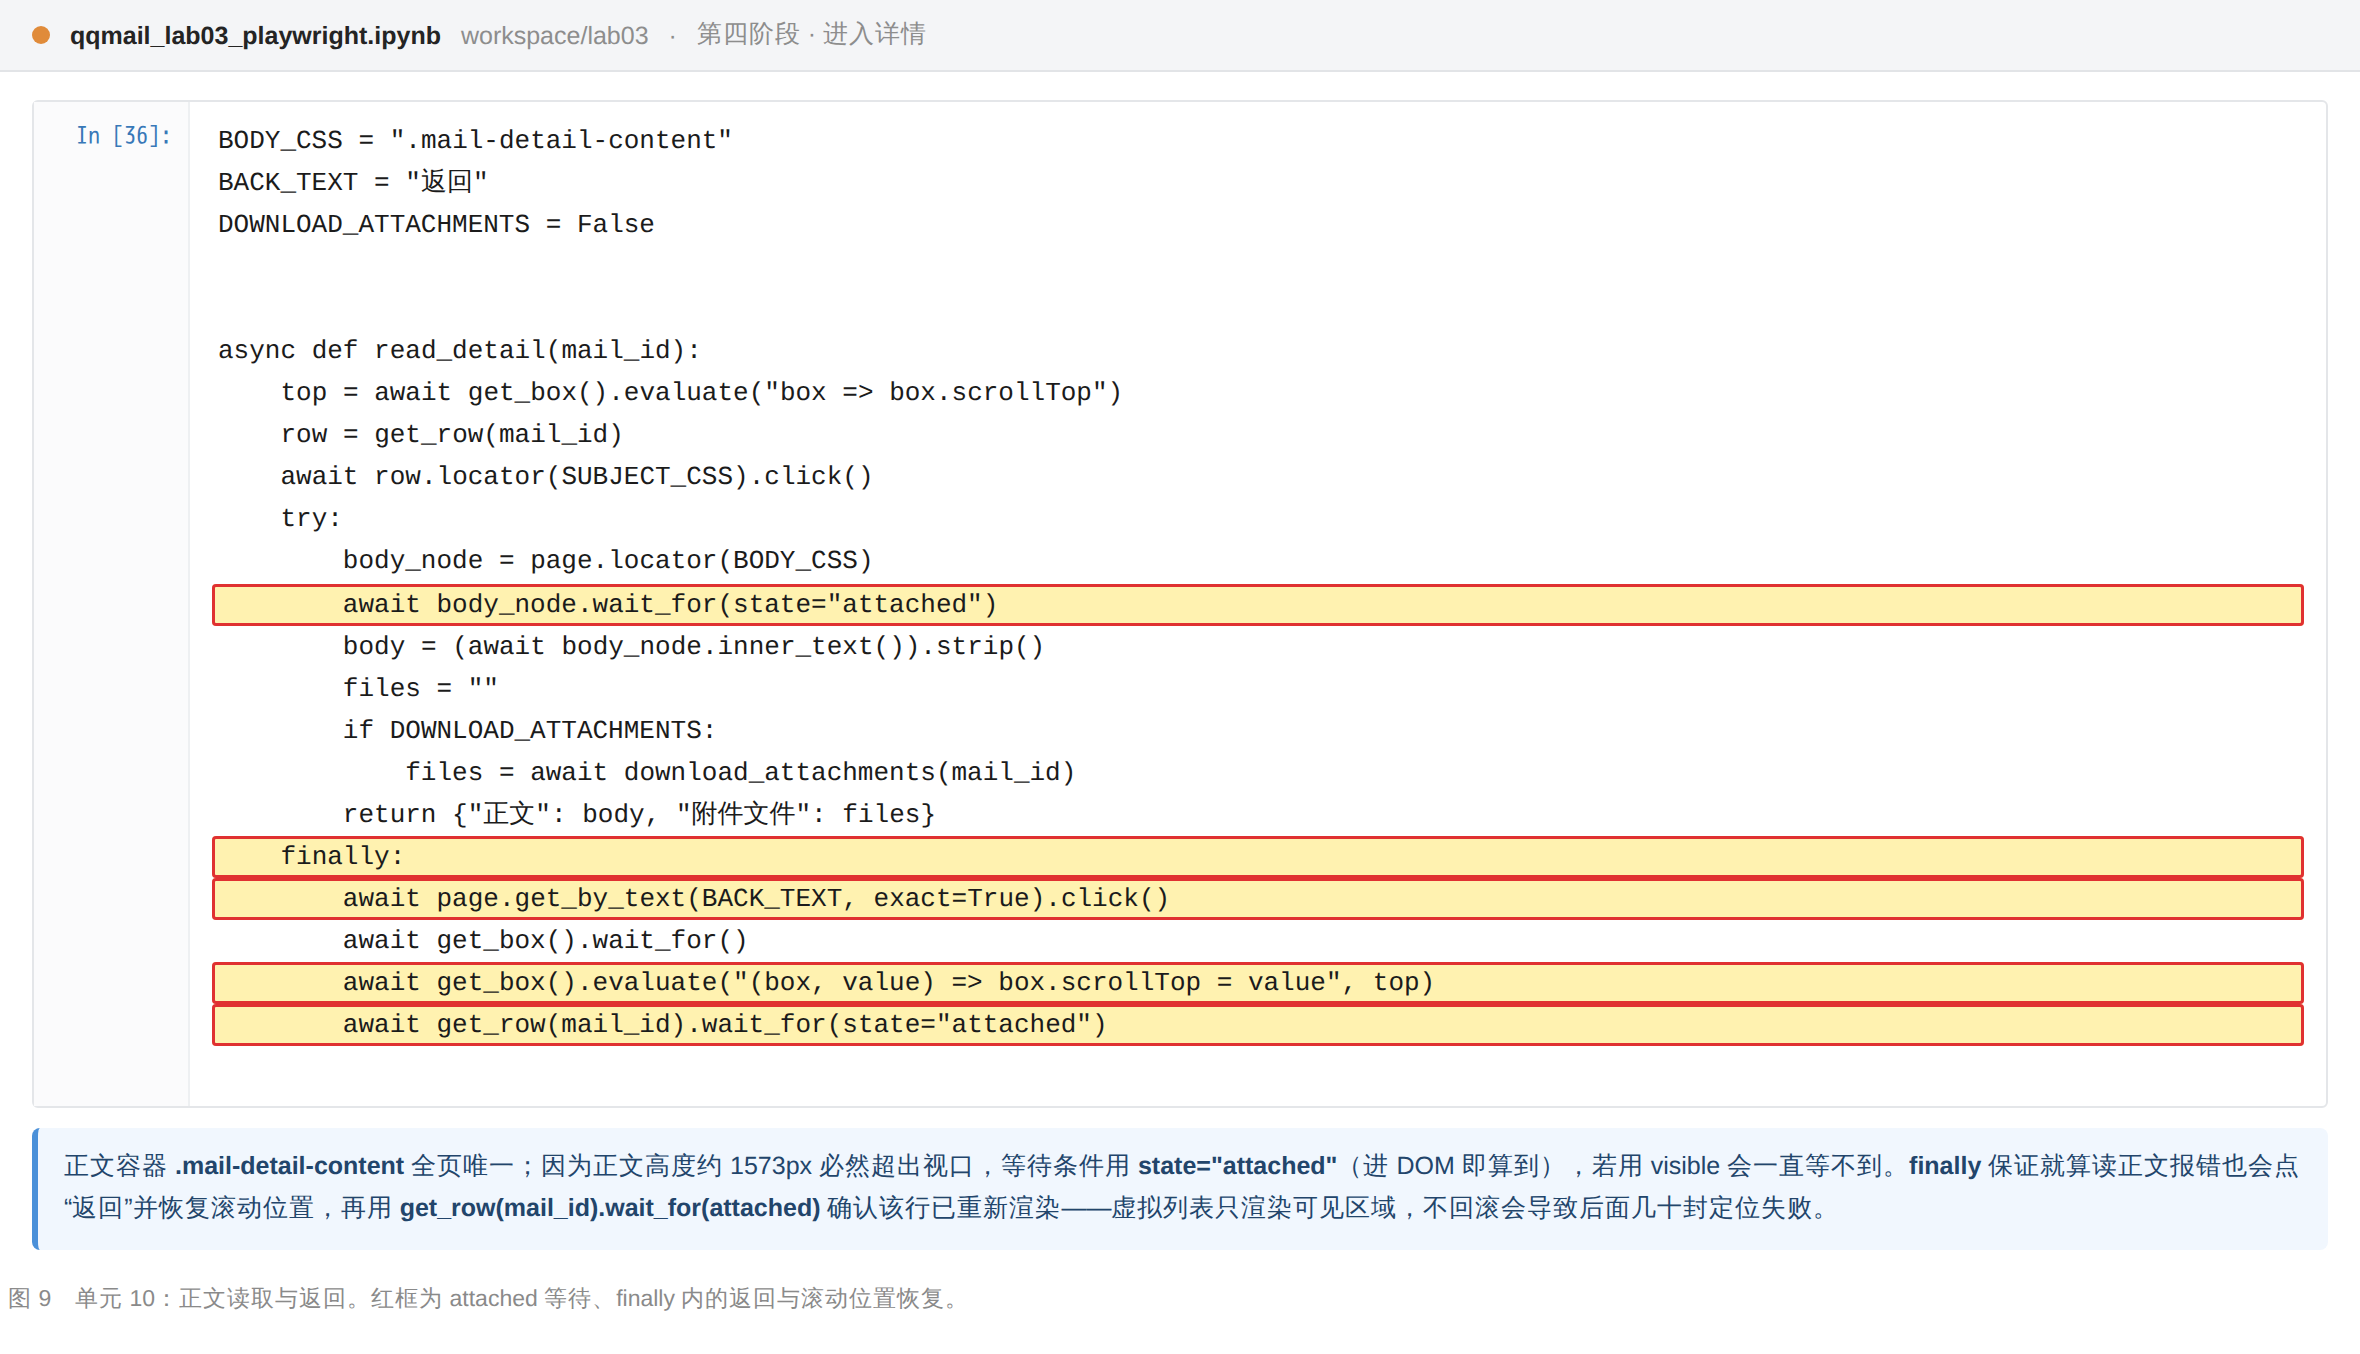 qqmail_lab03_playwright.ipynb workspace/lab03 · 第四阶段 · 进入详情
In [36]:
BODY_CSS = ".mail-detail-content"
BACK_TEXT = "返回"
DOWNLOAD_ATTACHMENTS = False
async def read_detail(mail_id):
    top = await get_box().evaluate("box => box.scrollTop")
    row = get_row(mail_id)
    await row.locator(SUBJECT_CSS).click()
    try:
        body_node = page.locator(BODY_CSS)
        await body_node.wait_for(state="attached")
        body = (await body_node.inner_text()).strip()
        files = ""
        if DOWNLOAD_ATTACHMENTS:
            files = await download_attachments(mail_id)
        return {"正文": body, "附件文件": files}
    finally:
        await page.get_by_text(BACK_TEXT, exact=True).click()
        await get_box().wait_for()
        await get_box().evaluate("(box, value) => box.scrollTop = value", top)
        await get_row(mail_id).wait_for(state="attached")
正文容器 .mail-detail-content 全页唯一；因为正文高度约 1573px 必然超出视口，等待条件用 state="attached"（进 DOM 即算到），若用 visible 会一直等不到。finally 保证就算读正文报错也会点
“返回”并恢复滚动位置，再用 get_row(mail_id).wait_for(attached) 确认该行已重新渲染——虚拟列表只渲染可见区域，不回滚会导致后面几十封定位失败。
图 9　单元 10：正文读取与返回。红框为 attached 等待、finally 内的返回与滚动位置恢复。